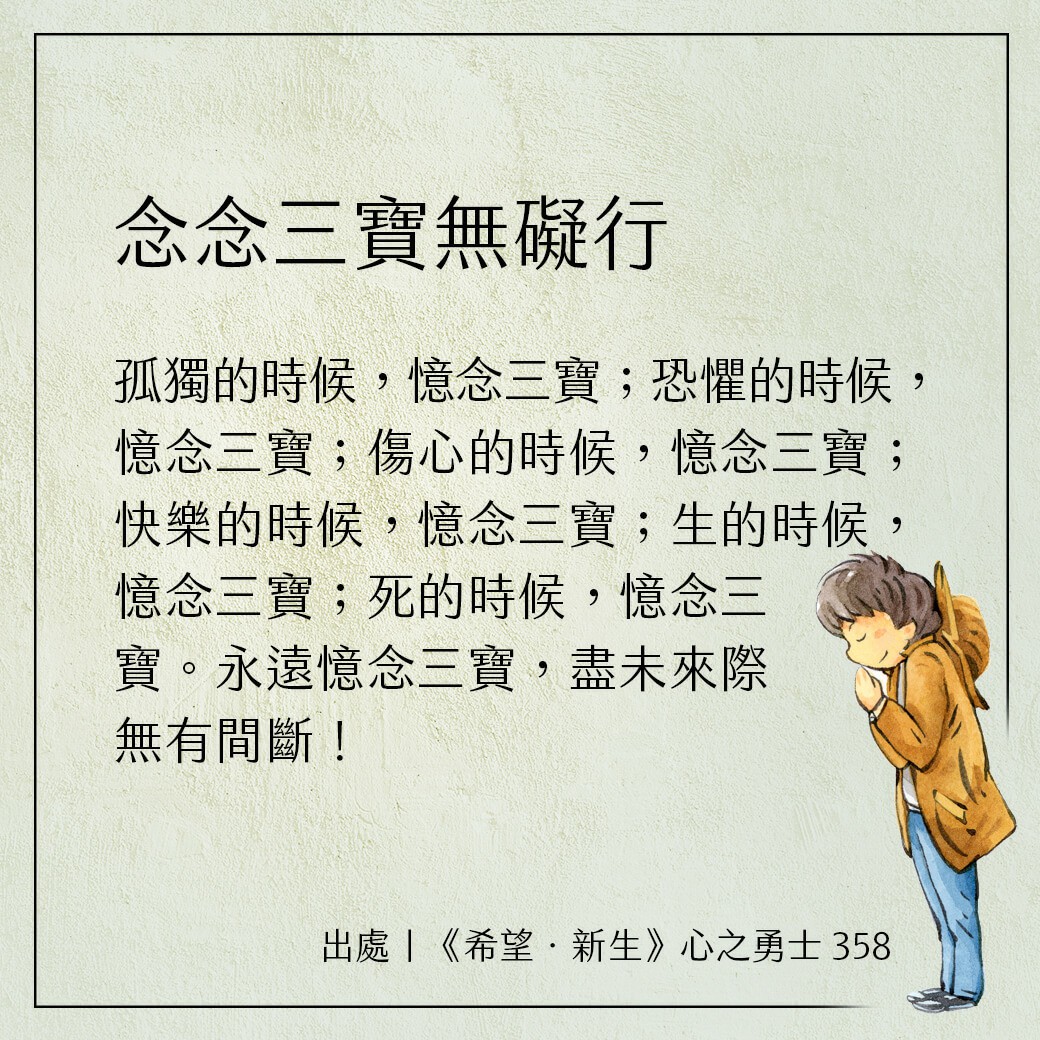 念念三寶無礙行
孤獨的時候，憶念三寶；恐懼的時候，
憶念三寶；傷心的時候，憶念三寶；
快樂的時候，憶念三寶；生的時候，
憶念三寶；死的時候，憶念三
寶。永遠憶念三寶，盡未來際
無有間斷！
出處｜《希望‧新生》心之勇士 358